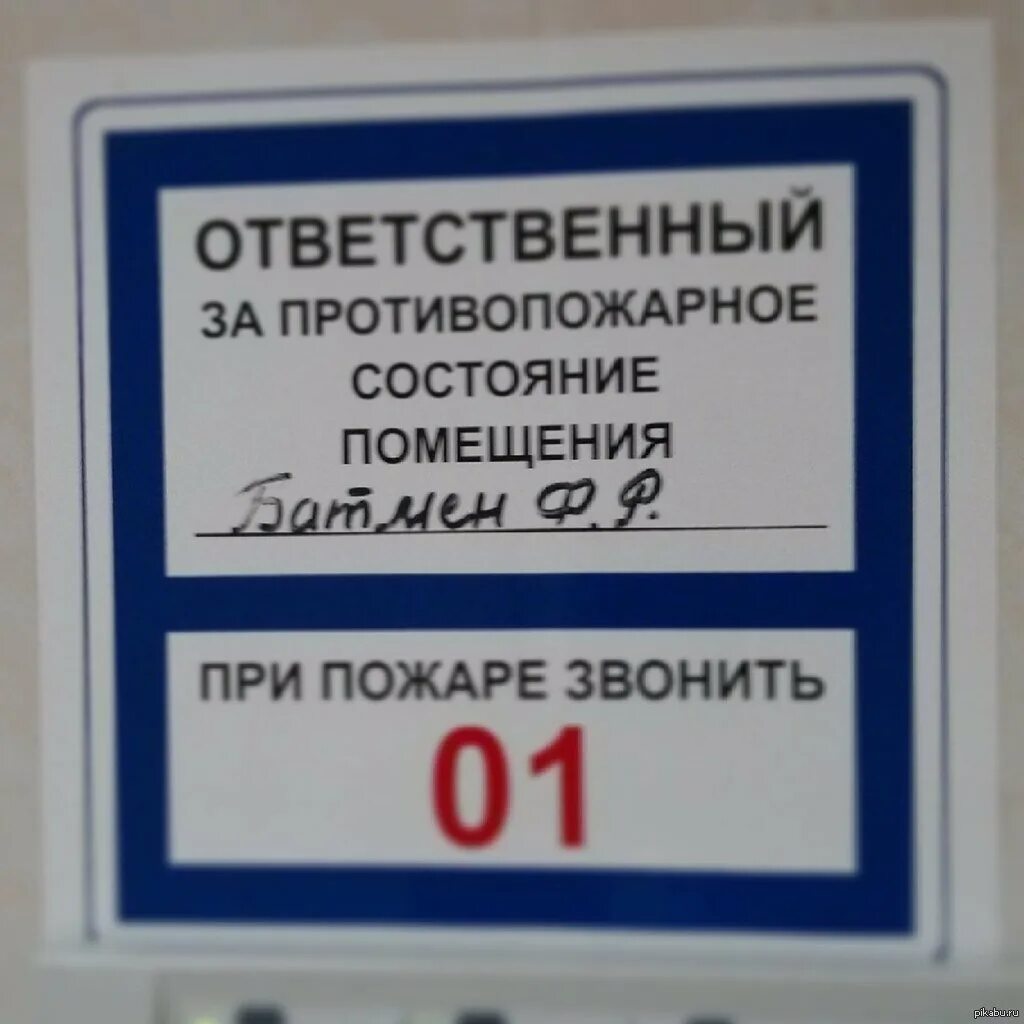 ОТВЕТСТВЕННЫЙ
ЗА ПРОТИВОПОЖАРНОЕ
СОСТОЯНИЕ
ПОМЕЩЕНИЯ
Батмен Ф. Р.
ПРИ ПОЖАРЕ ЗВОНИТЬ
01
pikabu.ru